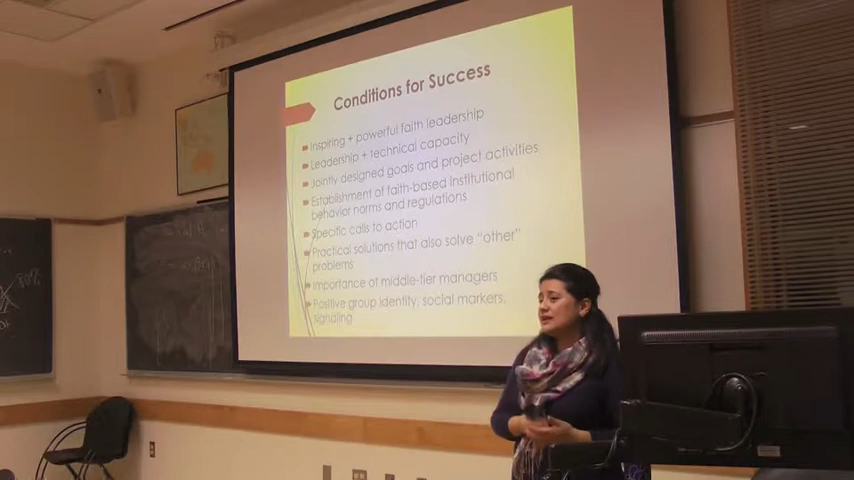 Conditions for Success
Inspiring + powerful faith leadership
Leadership + technical capacity
Jointly designed goals and project activities
Establishment of faith-based institutional
behavior norms and regulations
Specific calls to action
Practical solutions that also solve "other"
problems
Importance of middle-tier managers
Positive group identity, social markers,
signaling
80%